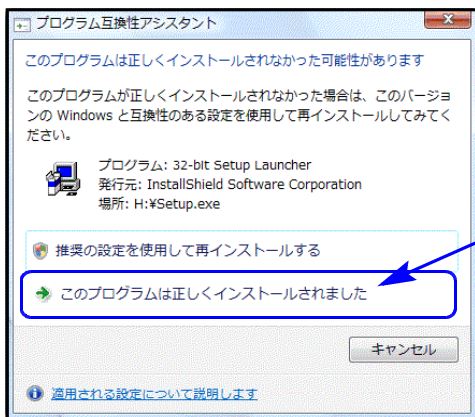 プログラム互換性アシスタント
このプログラムは正しくインストールされなかった可能性があります
このプログラムが正しくインストールされなかった場合は、このバージョ
ンの Windows と互換性のある設定を使用して再インストールしてみてく
ださい。
プログラム: 32-bit Setup Launcher
発行元: InstallShield Software Corporation
場所: H:¥Setup.exe
推奨の設定を使用して再インストールする
このプログラムは正しくインストールされました
キャンセル
適用される設定について説明します